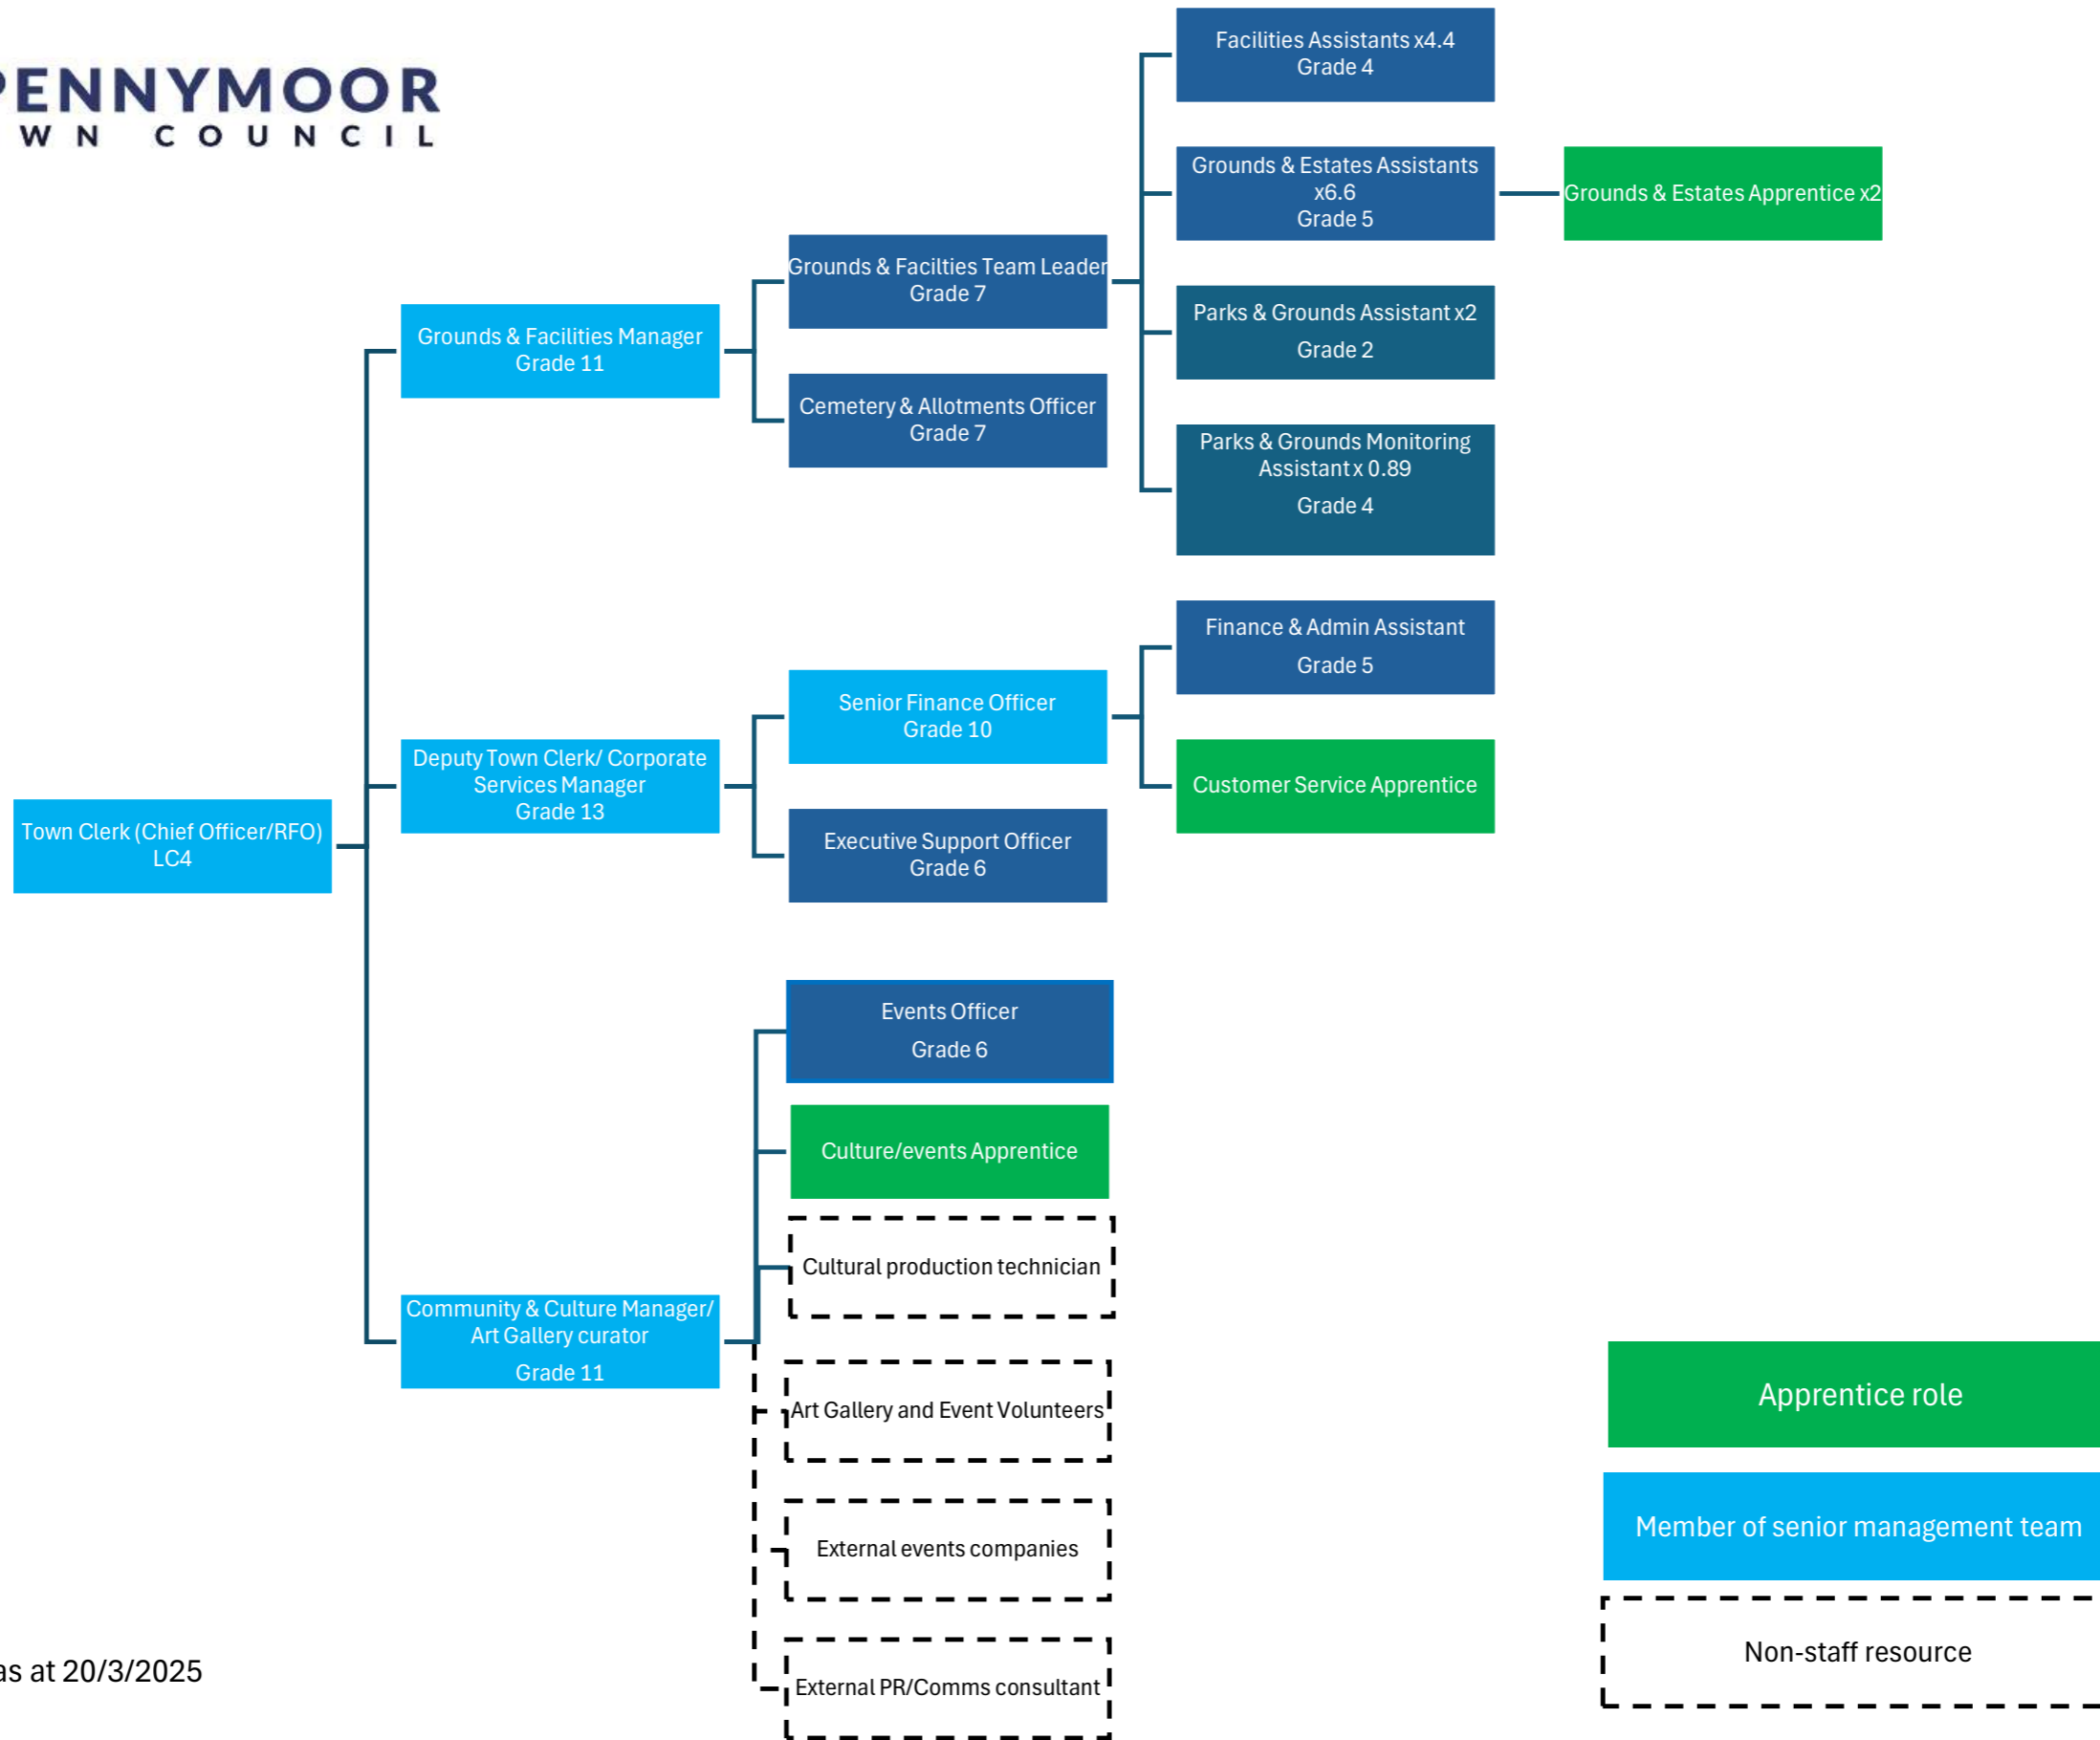 PENNYMOOR
WN COUNCIL
Facilities Assistants x4.4
Grade 4
Grounds & Estates Assistants
x6.6
Grade 5
Grounds & Estates Apprentice x2
Grounds & Facilties Team Leader
Grade 7
Parks & Grounds Assistant x2
Grade 2
Grounds & Facilities Manager
Grade 11
Cemetery & Allotments Officer
Grade 7
Parks & Grounds Monitoring
Assistant x 0.89
Grade 4
Finance & Admin Assistant
Grade 5
Senior Finance Officer
Grade 10
Deputy Town Clerk/ Corporate
Services Manager
Grade 13
Customer Service Apprentice
Town Clerk (Chief Officer/RFO)
LC4
Executive Support Officer
Grade 6
Events Officer
Grade 6
Culture/events Apprentice
Cultural production technician
Community & Culture Manager/
Art Gallery curator
Grade 11
Art Gallery and Event Volunteers
External events companies
External PR/Comms consultant
Apprentice role
Member of senior management team
Non-staff resource
as at 20/3/2025